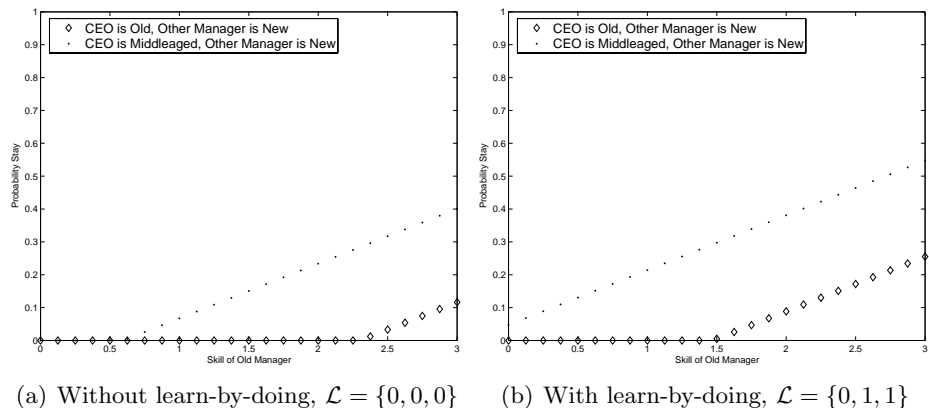 1
0.9
0.8
0.7
0.6
0.5
0.4
0.3
0.2
0.1
0
Probability Stay
CEO is Old, Other Manager is New
CEO is Middleaged, Other Manager is New
0 0.5 1 1.5 2 2.5 3
Skill of Old Manager
(a) Without learn-by-doing, ℒ = {0, 0, 0}
1
0.9
0.8
0.7
0.6
0.5
0.4
0.3
0.2
0.1
0
Probability Stay
CEO is Old, Other Manager is New
CEO is Middleaged, Other Manager is New
0 0.5 1 1.5 2 2.5 3
Skill of Old Manager
(b) With learn-by-doing, ℒ = {0, 1, 1}